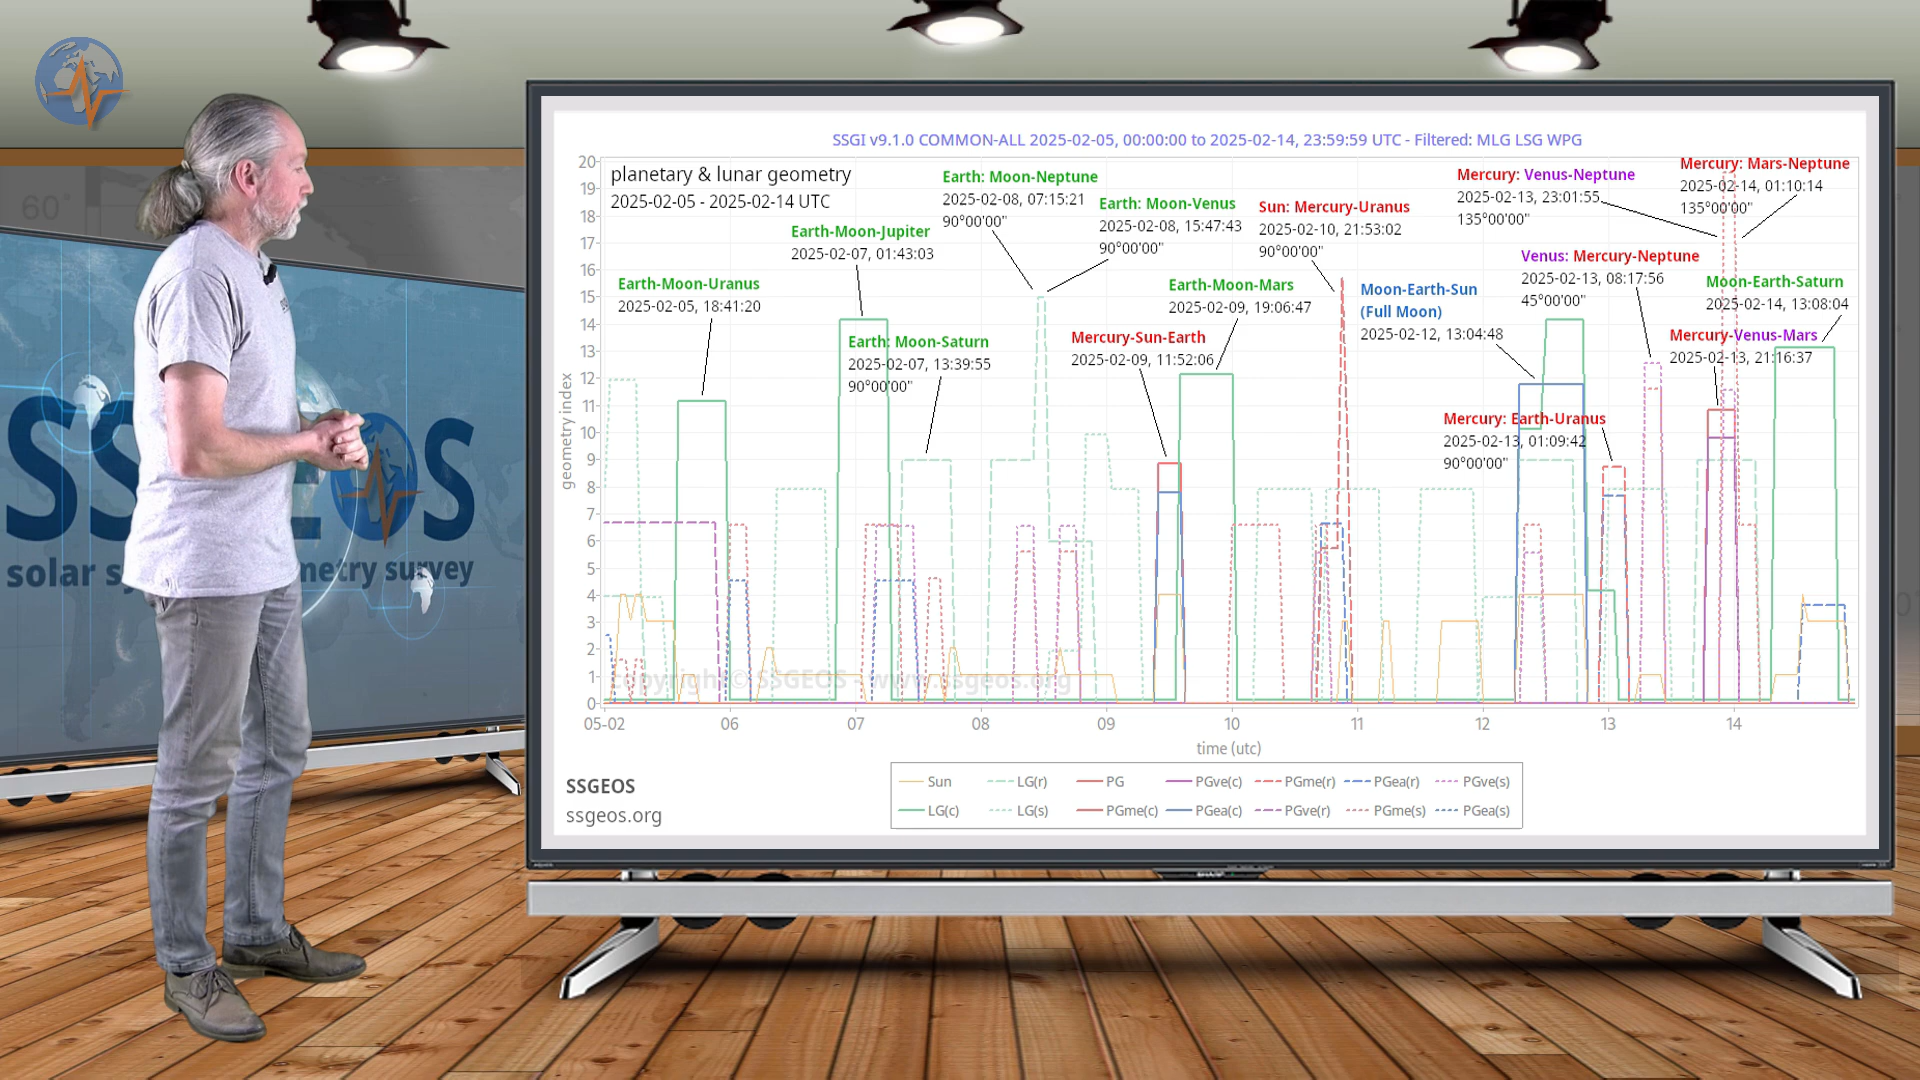 SSGI v9.1.0 COMMON-ALL 2025-02-05, 00:00:00 to 2025-02-14, 23:59:59 UTC - Filtered: MLG LSG WPG
planetary & lunar geometry
2025-02-05 - 2025-02-14 UTC
Earth-Moon-Uranus
2025-02-05, 18:41:20
Earth-Moon-Jupiter
2025-02-07, 01:43:03
Earth: Moon-Saturn
2025-02-07, 13:39:55
90°00'00"
Earth: Moon-Neptune
2025-02-08, 07:15:21
90°00'00"
Earth: Moon-Venus
2025-02-08, 15:47:43
90°00'00"
Mercury-Sun-Earth
2025-02-09, 11:52:06
Earth-Moon-Mars
2025-02-09, 19:06:47
Sun: Mercury-Uranus
2025-02-10, 21:53:02
90°00'00"
Moon-Earth-Sun
(Full Moon)
2025-02-12, 13:04:48
Mercury: Earth-Uranus
2025-02-13, 01:09:42
90°00'00"
Mercury: Venus-Neptune
2025-02-13, 23:01:55
135°00'00"
Venus: Mercury-Neptune
2025-02-13, 08:17:56
45°00'00"
Mercury: Mars-Neptune
2025-02-14, 01:10:14
135°00'00"
Moon-Earth-Saturn
2025-02-14, 13:08:04
Mercury-Venus-Mars
2025-02-13, 21:16:37
geometry index
20
19
18
17
16
15
14
13
12
11
10
9
8
7
6
5
4
3
2
1
0
05-02 06 07 08 09 10 11 12 13 14
time (utc)
copyright © SSGEOS - www.ssgeos.org
Sun LG(r) PG PGve(c) PGme(r) PGea(r) PGve(s)
LG(c) LG(s) PGme(c) PGea(c) PGve(r) PGme(s) PGea(s)
SSGEOS
ssgeos.org
60°